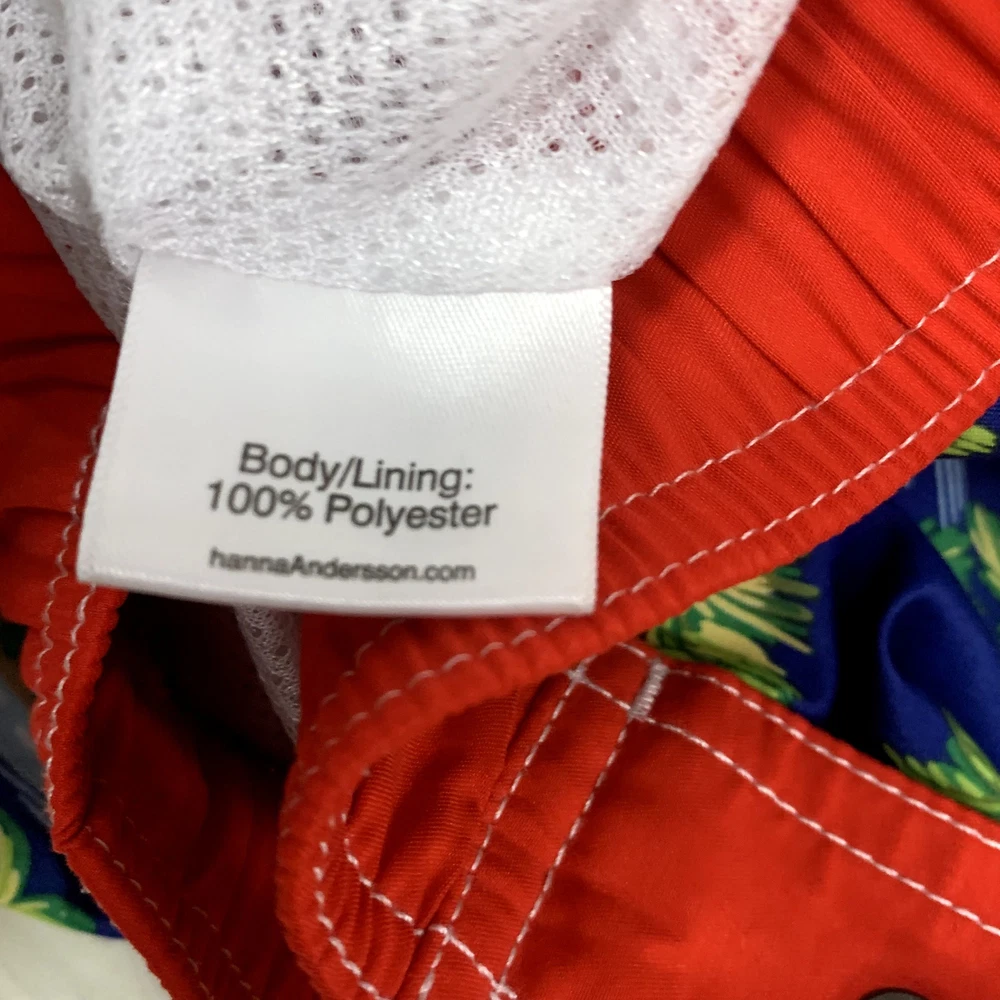 Body/Lining:
100% Polyester
hannaAndersson.com